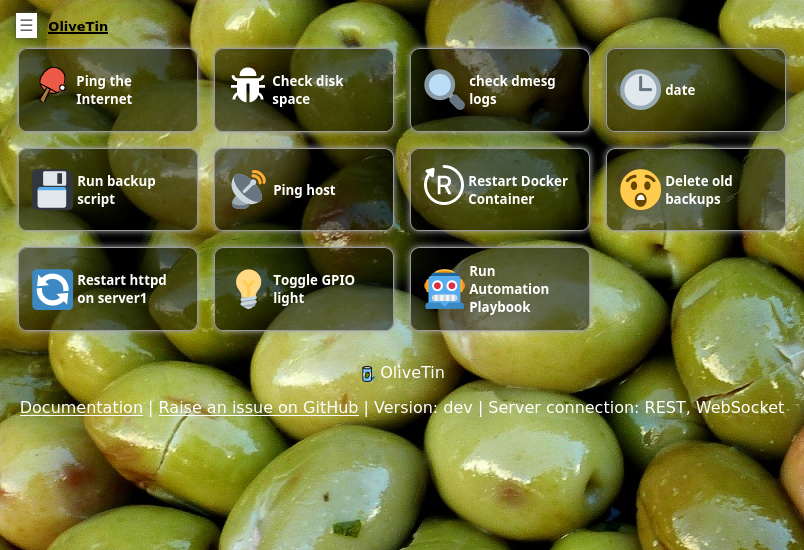 ☰ OliveTin
Ping the
Internet
Check disk
space
check dmesg
logs
date
Run backup
script
Ping host
R
Restart Docker
Container
Delete old
backups
Restart httpd
on server1
Toggle GPIO
light
Run
Automation
Playbook
OliveTin
Documentation | Raise an issue on GitHub | Version: dev | Server connection: REST, WebSocket